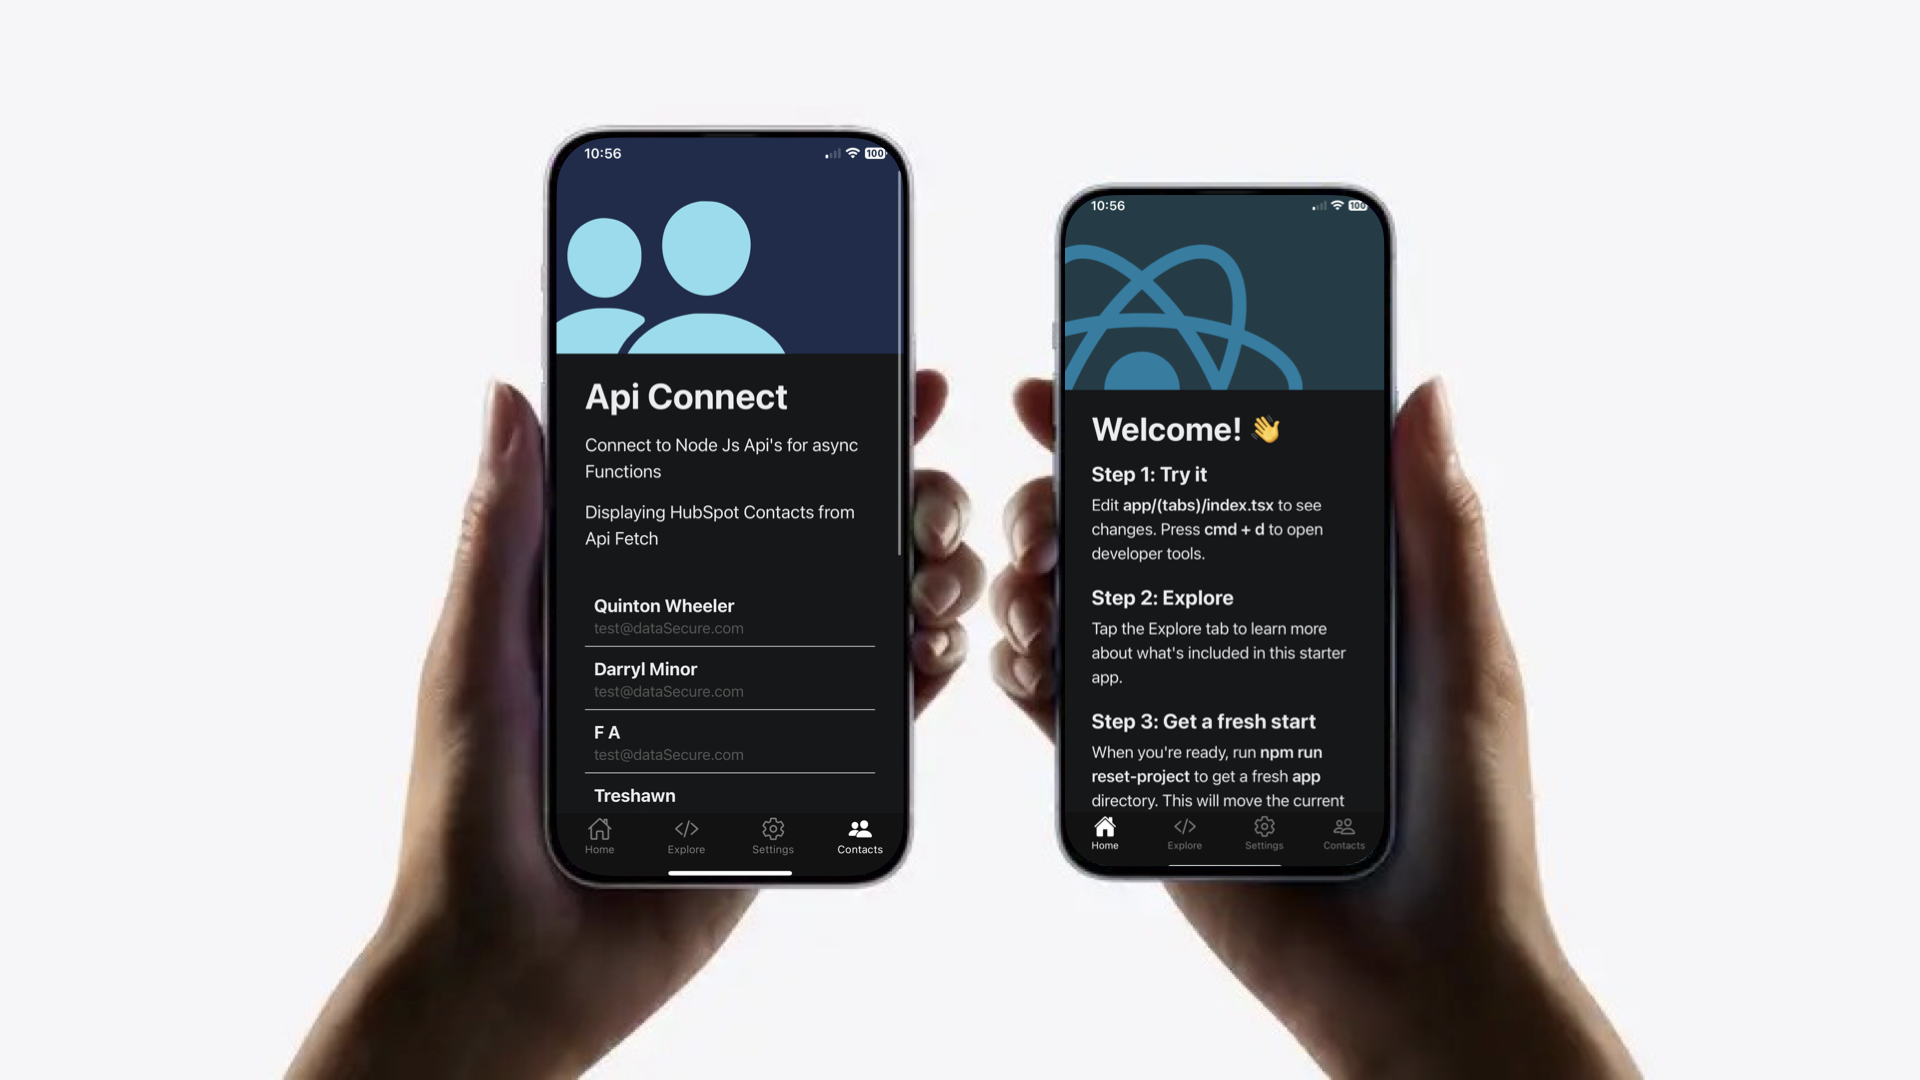 10:56
100
Api Connect
Connect to Node Js Api's for async
Functions
Displaying HubSpot Contacts from
Api Fetch
Quinton Wheeler
test@dataSecure.com
Darryl Minor
test@dataSecure.com
F A
test@dataSecure.com
Treshawn
Home
Explore
Settings
Contacts
10:56
100
Welcome! 👋
Step 1: Try it
Edit app/(tabs)/index.tsx to see
changes. Press cmd + d to open
developer tools.
Step 2: Explore
Tap the Explore tab to learn more
about what's included in this starter
app.
Step 3: Get a fresh start
When you're ready, run npm run
reset-project to get a fresh app
directory. This will move the current
Home
Explore
Settings
Contacts